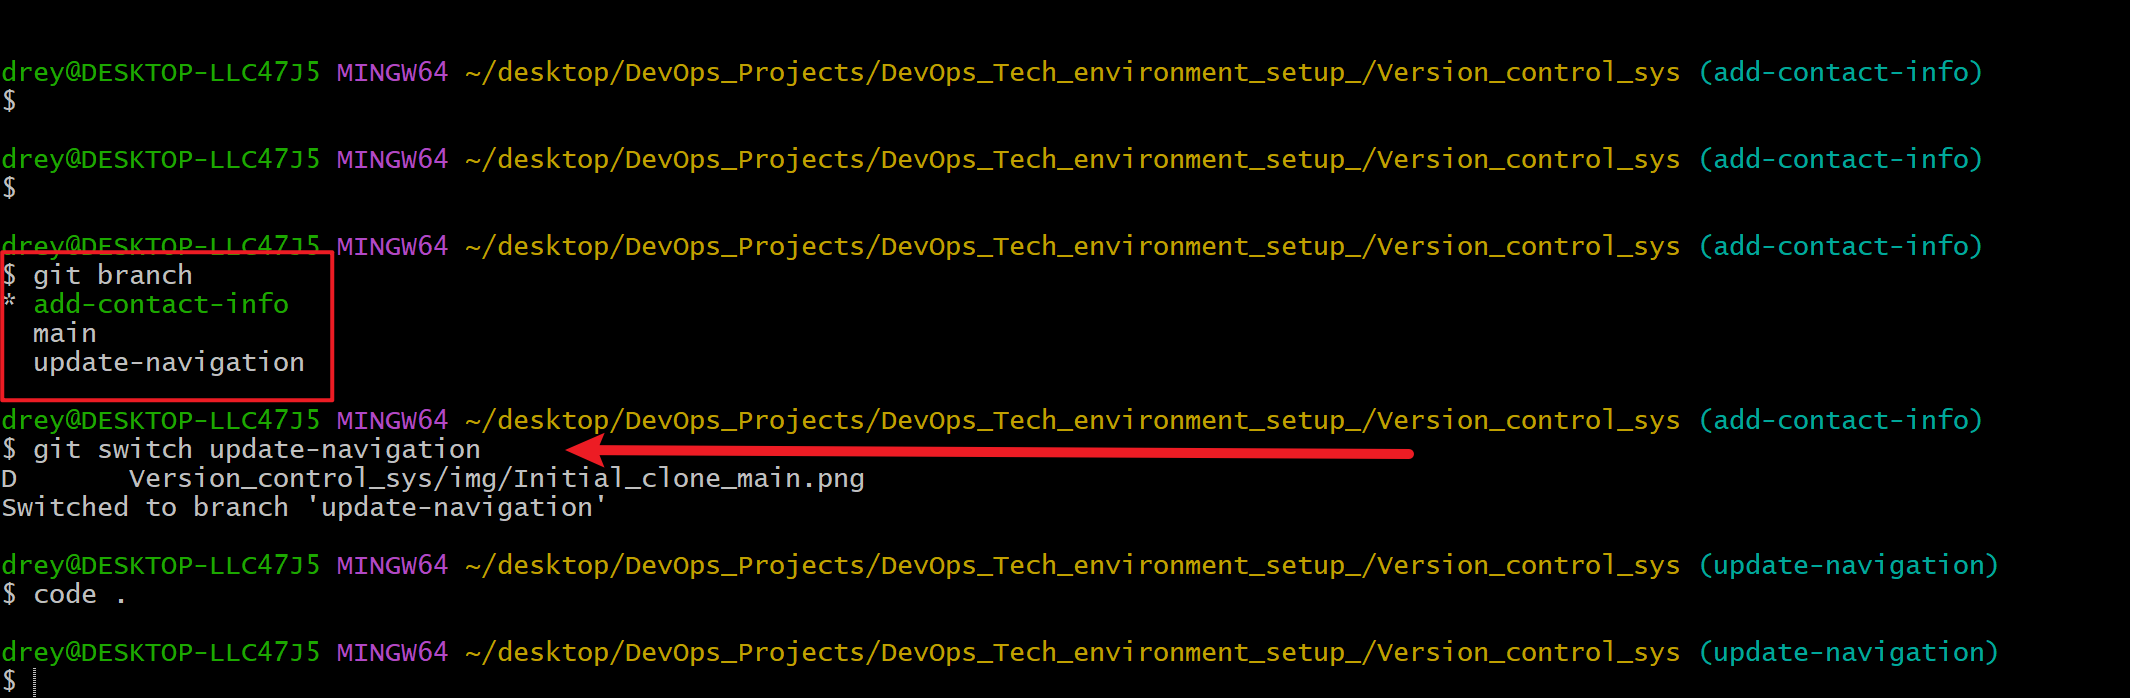 drey@DESKTOP-LLC47J5 MINGW64 ~/desktop/DevOps_Projects/DevOps_Tech_environment_setup_/Version_control_sys (add-contact-info)
$
drey@DESKTOP-LLC47J5 MINGW64 ~/desktop/DevOps_Projects/DevOps_Tech_environment_setup_/Version_control_sys (add-contact-info)
$
drey@DESKTOP-LLC47J5 MINGW64 ~/desktop/DevOps_Projects/DevOps_Tech_environment_setup_/Version_control_sys (add-contact-info)
$ git branch
* add-contact-info
  main
  update-navigation
drey@DESKTOP-LLC47J5 MINGW64 ~/desktop/DevOps_Projects/DevOps_Tech_environment_setup_/Version_control_sys (add-contact-info)
$ git switch update-navigation
D       Version_control_sys/img/Initial_clone_main.png
Switched to branch 'update-navigation'
drey@DESKTOP-LLC47J5 MINGW64 ~/desktop/DevOps_Projects/DevOps_Tech_environment_setup_/Version_control_sys (update-navigation)
$ code .
drey@DESKTOP-LLC47J5 MINGW64 ~/desktop/DevOps_Projects/DevOps_Tech_environment_setup_/Version_control_sys (update-navigation)
$